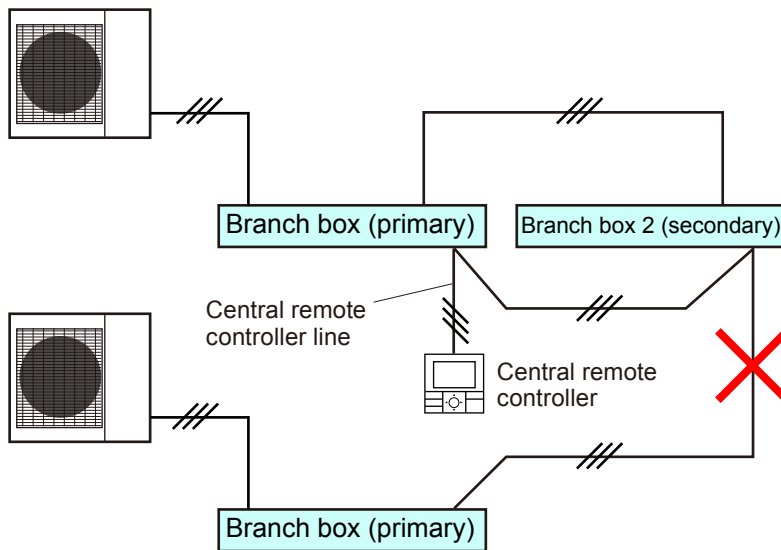 Branch box (primary)
Branch box 2 (secondary)
Central remote
controller line
Central remote
controller
Branch box (primary)